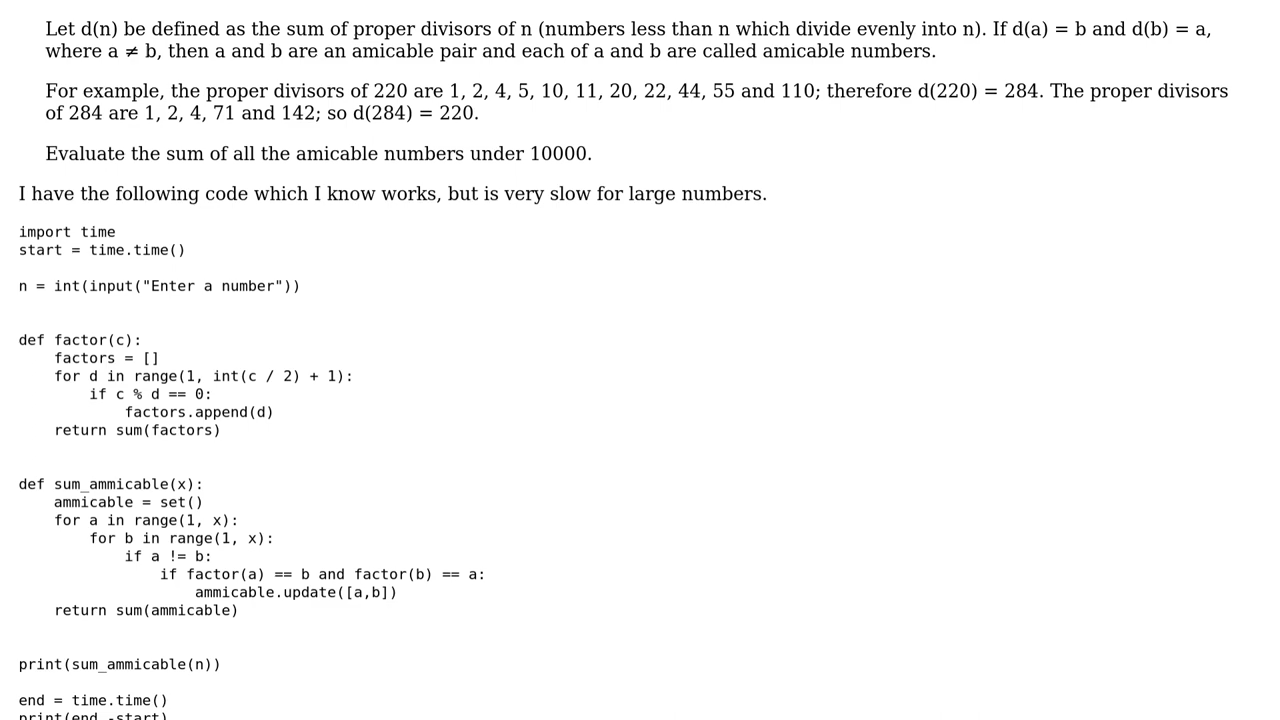 Let d(n) be defined as the sum of proper divisors of n (numbers less than n which divide evenly into n). If d(a) = b and d(b) = a,
where a ≠ b, then a and b are an amicable pair and each of a and b are called amicable numbers.
For example, the proper divisors of 220 are 1, 2, 4, 5, 10, 11, 20, 22, 44, 55 and 110; therefore d(220) = 284. The proper divisors
of 284 are 1, 2, 4, 71 and 142; so d(284) = 220.
Evaluate the sum of all the amicable numbers under 10000.
I have the following code which I know works, but is very slow for large numbers.
import time
start = time.time()
n = int(input("Enter a number"))
def factor(c):
    factors = []
    for d in range(1, int(c / 2) + 1):
        if c % d == 0:
            factors.append(d)
    return sum(factors)
def sum_ammicable(x):
    ammicable = set()
    for a in range(1, x):
        for b in range(1, x):
            if a != b:
                if factor(a) == b and factor(b) == a:
                    ammicable.update([a,b])
    return sum(ammicable)
print(sum_ammicable(n))
end = time.time()
print(end -start)